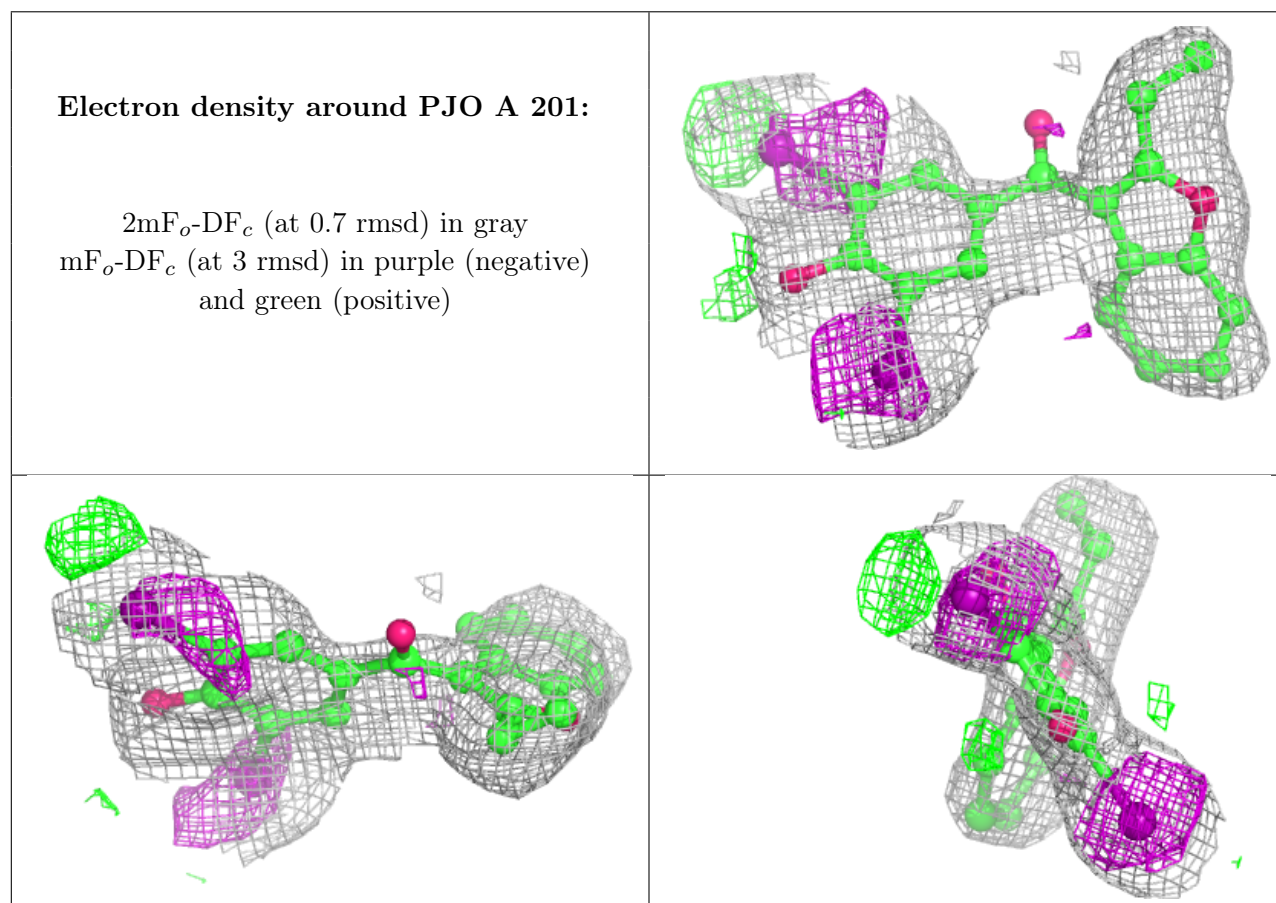 Electron density around PJO A 201:
2mFo-DFc (at 0.7 rmsd) in gray
mFo-DFc (at 3 rmsd) in purple (negative)
and green (positive)